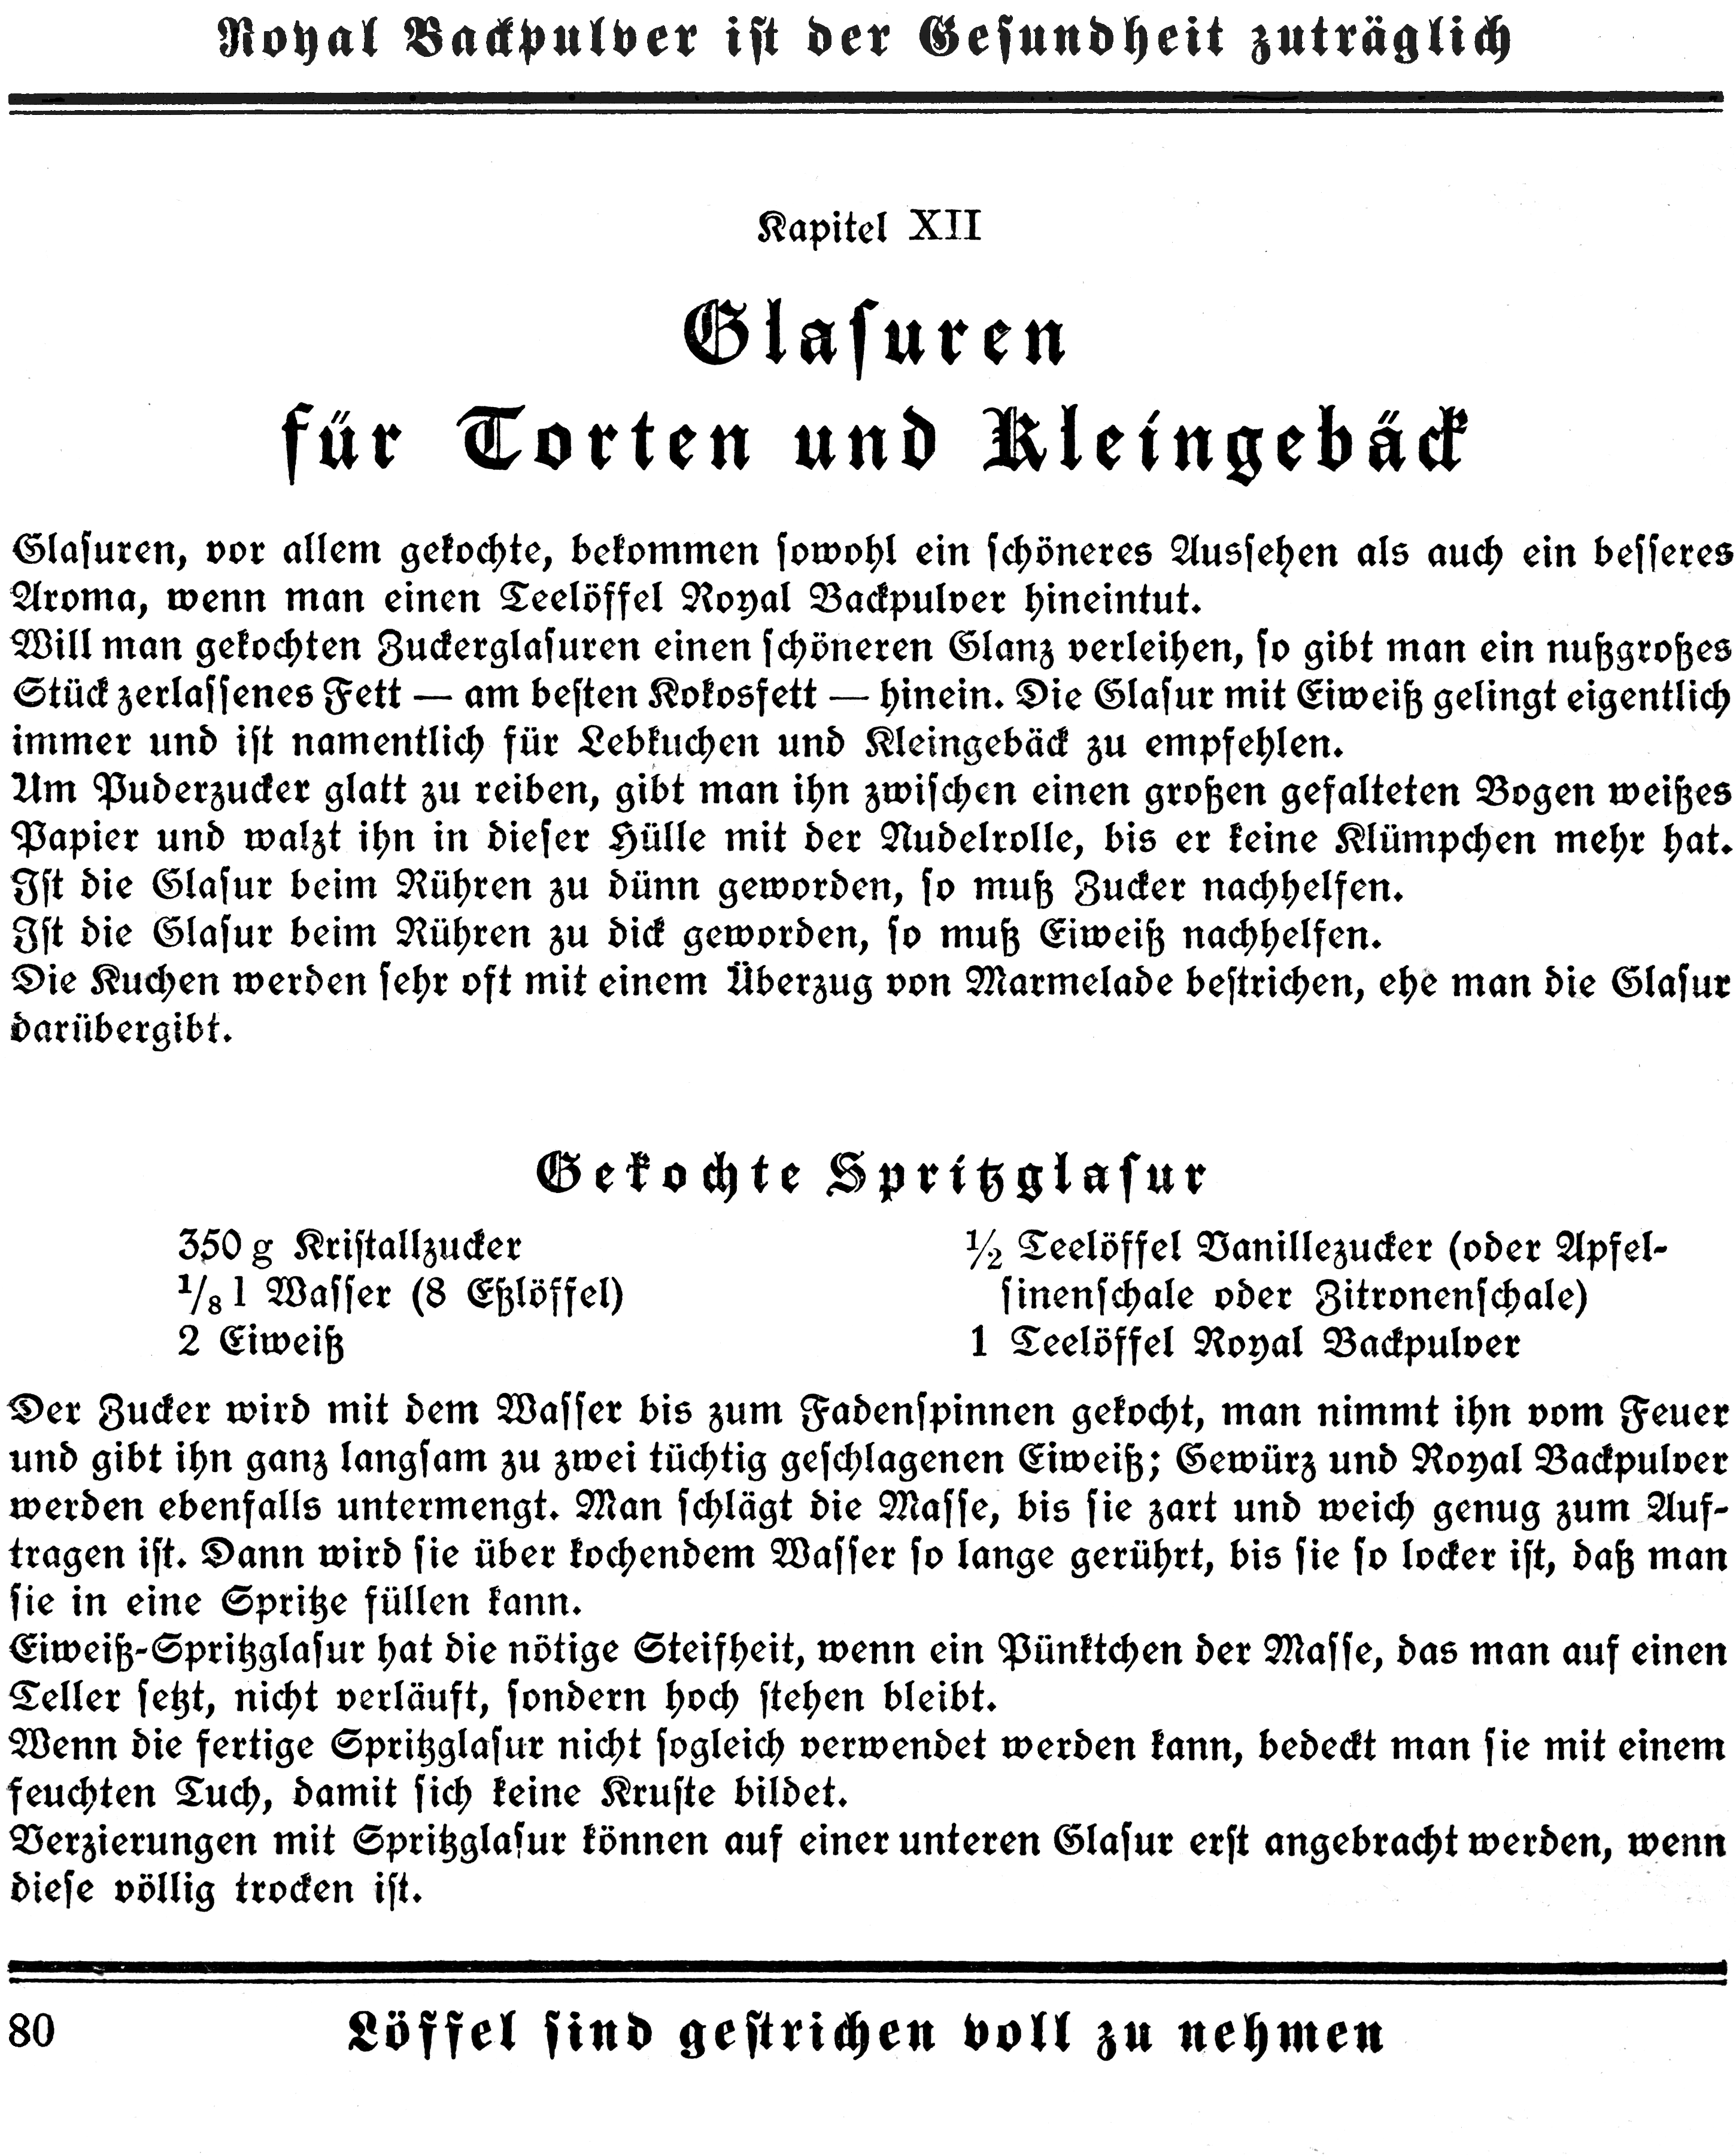 Royal Backpulver ist der Gesundheit zuträglich
Kapitel XII
Glasuren
für Torten und Kleingebäck
Glasuren, vor allem gekochte, bekommen sowohl ein schöneres Aussehen als auch ein besseres
Aroma, wenn man einen Teelöffel Royal Backpulver hineintut.
Will man gekochten Zuckerglasuren einen schöneren Glanz verleihen, so gibt man ein nußgroßes
Stück zerlassenes Fett — am besten Kokosfett — hinein. Die Glasur mit Eiweiß gelingt eigentlich
immer und ist namentlich für Lebkuchen und Kleingebäck zu empfehlen.
Um Puderzucker glatt zu reiben, gibt man ihn zwischen einen großen gefalteten Bogen weißes
Papier und walzt ihn in dieser Hülle mit der Nudelrolle, bis er keine Klümpchen mehr hat.
Ist die Glasur beim Rühren zu dünn geworden, so muß Zucker nachhelfen.
Ist die Glasur beim Rühren zu dick geworden, so muß Eiweiß nachhelfen.
Die Kuchen werden sehr oft mit einem Überzug von Marmelade bestrichen, ehe man die Glasur
darübergibt.
Gekochte Spritzglasur
350 g Kristallzucker
1/8 l Wasser (8 Eßlöffel)
2 Eiweiß
1/2 Teelöffel Vanillezucker (oder Apfel-
sinenschale oder Zitronenschale)
1 Teelöffel Royal Backpulver
Der Zucker wird mit dem Wasser bis zum Fadenspinnen gekocht, man nimmt ihn vom Feuer
und gibt ihn ganz langsam zu zwei tüchtig geschlagenen Eiweiß; Gewürz und Royal Backpulver
werden ebenfalls untermengt. Man schlägt die Masse, bis sie zart und weich genug zum Auf-
tragen ist. Dann wird sie über kochendem Wasser so lange gerührt, bis sie so locker ist, daß man
sie in eine Spritze füllen kann.
Eiweiß-Spritzglasur hat die nötige Steifheit, wenn ein Pünktchen der Masse, das man auf einen
Teller setzt, nicht verläuft, sondern hoch stehen bleibt.
Wenn die fertige Spritzglasur nicht sogleich verwendet werden kann, bedeckt man sie mit einem
feuchten Tuch, damit sich keine Kruste bildet.
Verzierungen mit Spritzglasur können auf einer unteren Glasur erst angebracht werden, wenn
diese völlig trocken ist.
80 Löffel sind gestrichen voll zu nehmen